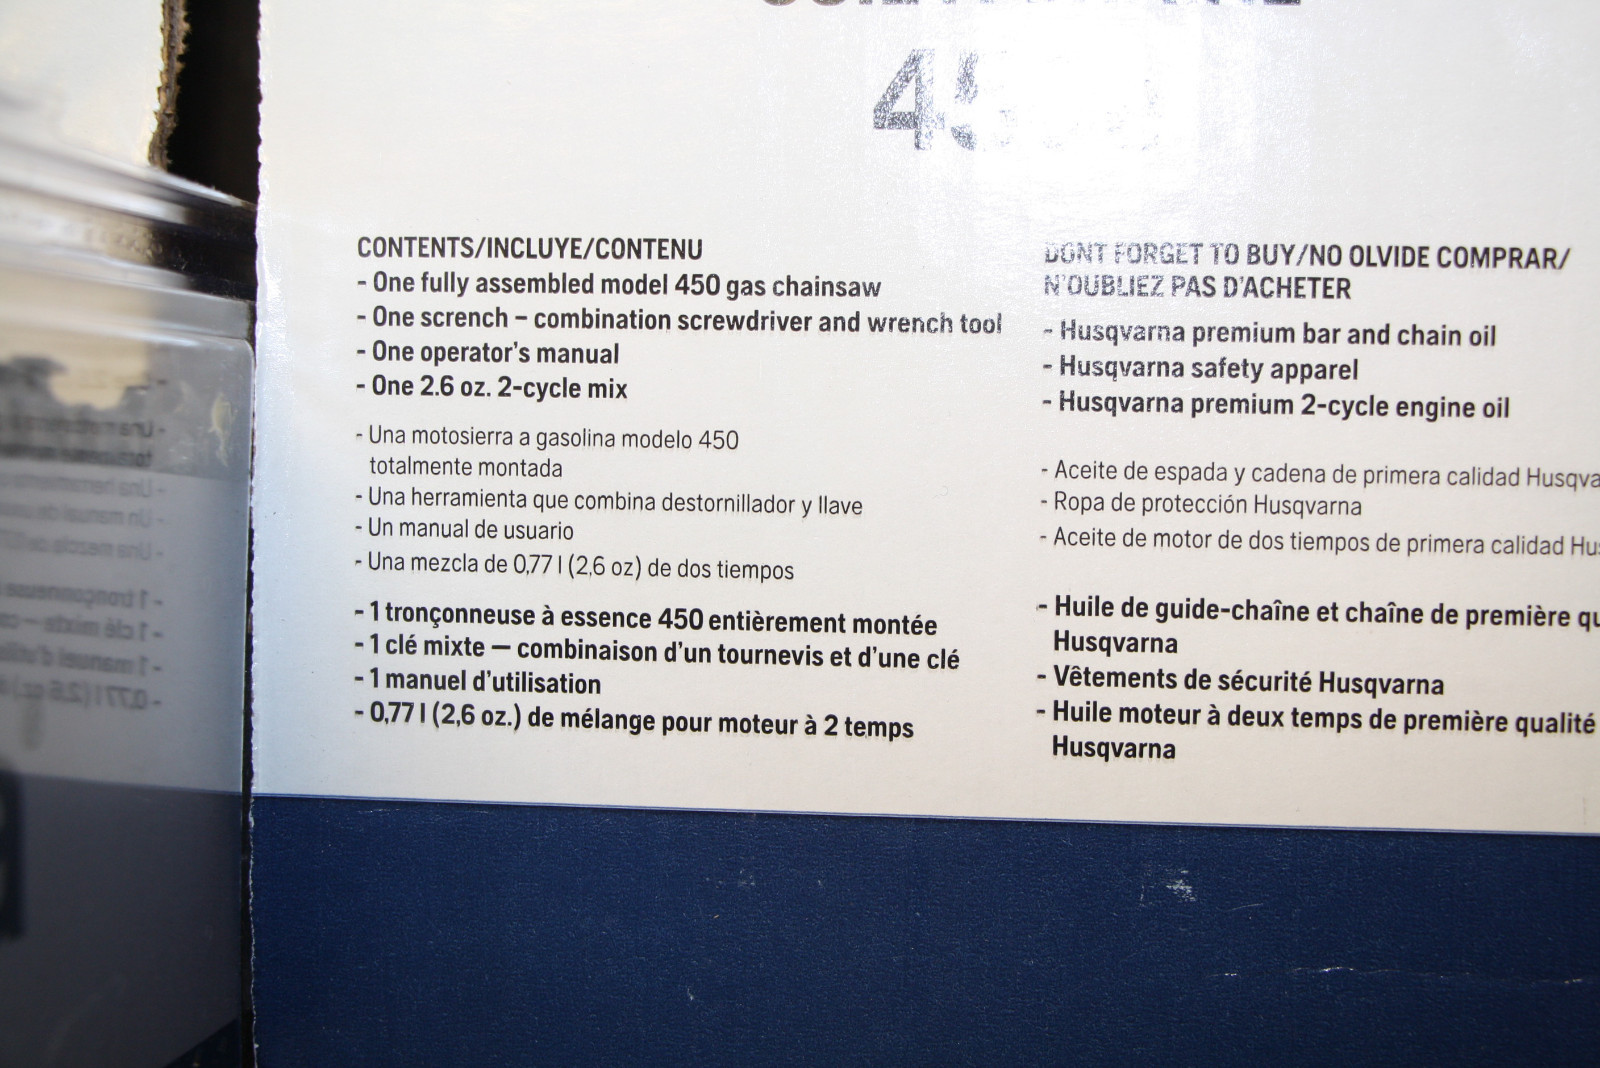 CONTENTS/INCLUYE/CONTENU
- One fully assembled model 450 gas chainsaw
- One scrench – combination screwdriver and wrench tool
- One operator's manual
- One 2.6 oz. 2-cycle mix
- Una motosierra a gasolina modelo 450
totalmente montada
- Una herramienta que combina destornillador y llave
- Un manual de usuario
- Una mezcla de 0,77 l (2,6 oz) de dos tiempos
- 1 tronçonneuse à essence 450 entièrement montée
- 1 clé mixte — combinaison d'un tournevis et d'une clé
- 1 manuel d'utilisation
- 0,77 l (2,6 oz.) de mélange pour moteur à 2 temps
DONT FORGET TO BUY/NO OLVIDE COMPRAR/
N'OUBLIEZ PAS D'ACHETER
- Husqvarna premium bar and chain oil
- Husqvarna safety apparel
- Husqvarna premium 2-cycle engine oil
- Aceite de espada y cadena de primera calidad Husqva
- Ropa de protección Husqvarna
- Aceite de motor de dos tiempos de primera calidad Hus
- Huile de guide-chaîne et chaîne de première qu
Husqvarna
- Vêtements de sécurité Husqvarna
- Huile moteur à deux temps de première qualité
Husqvarna